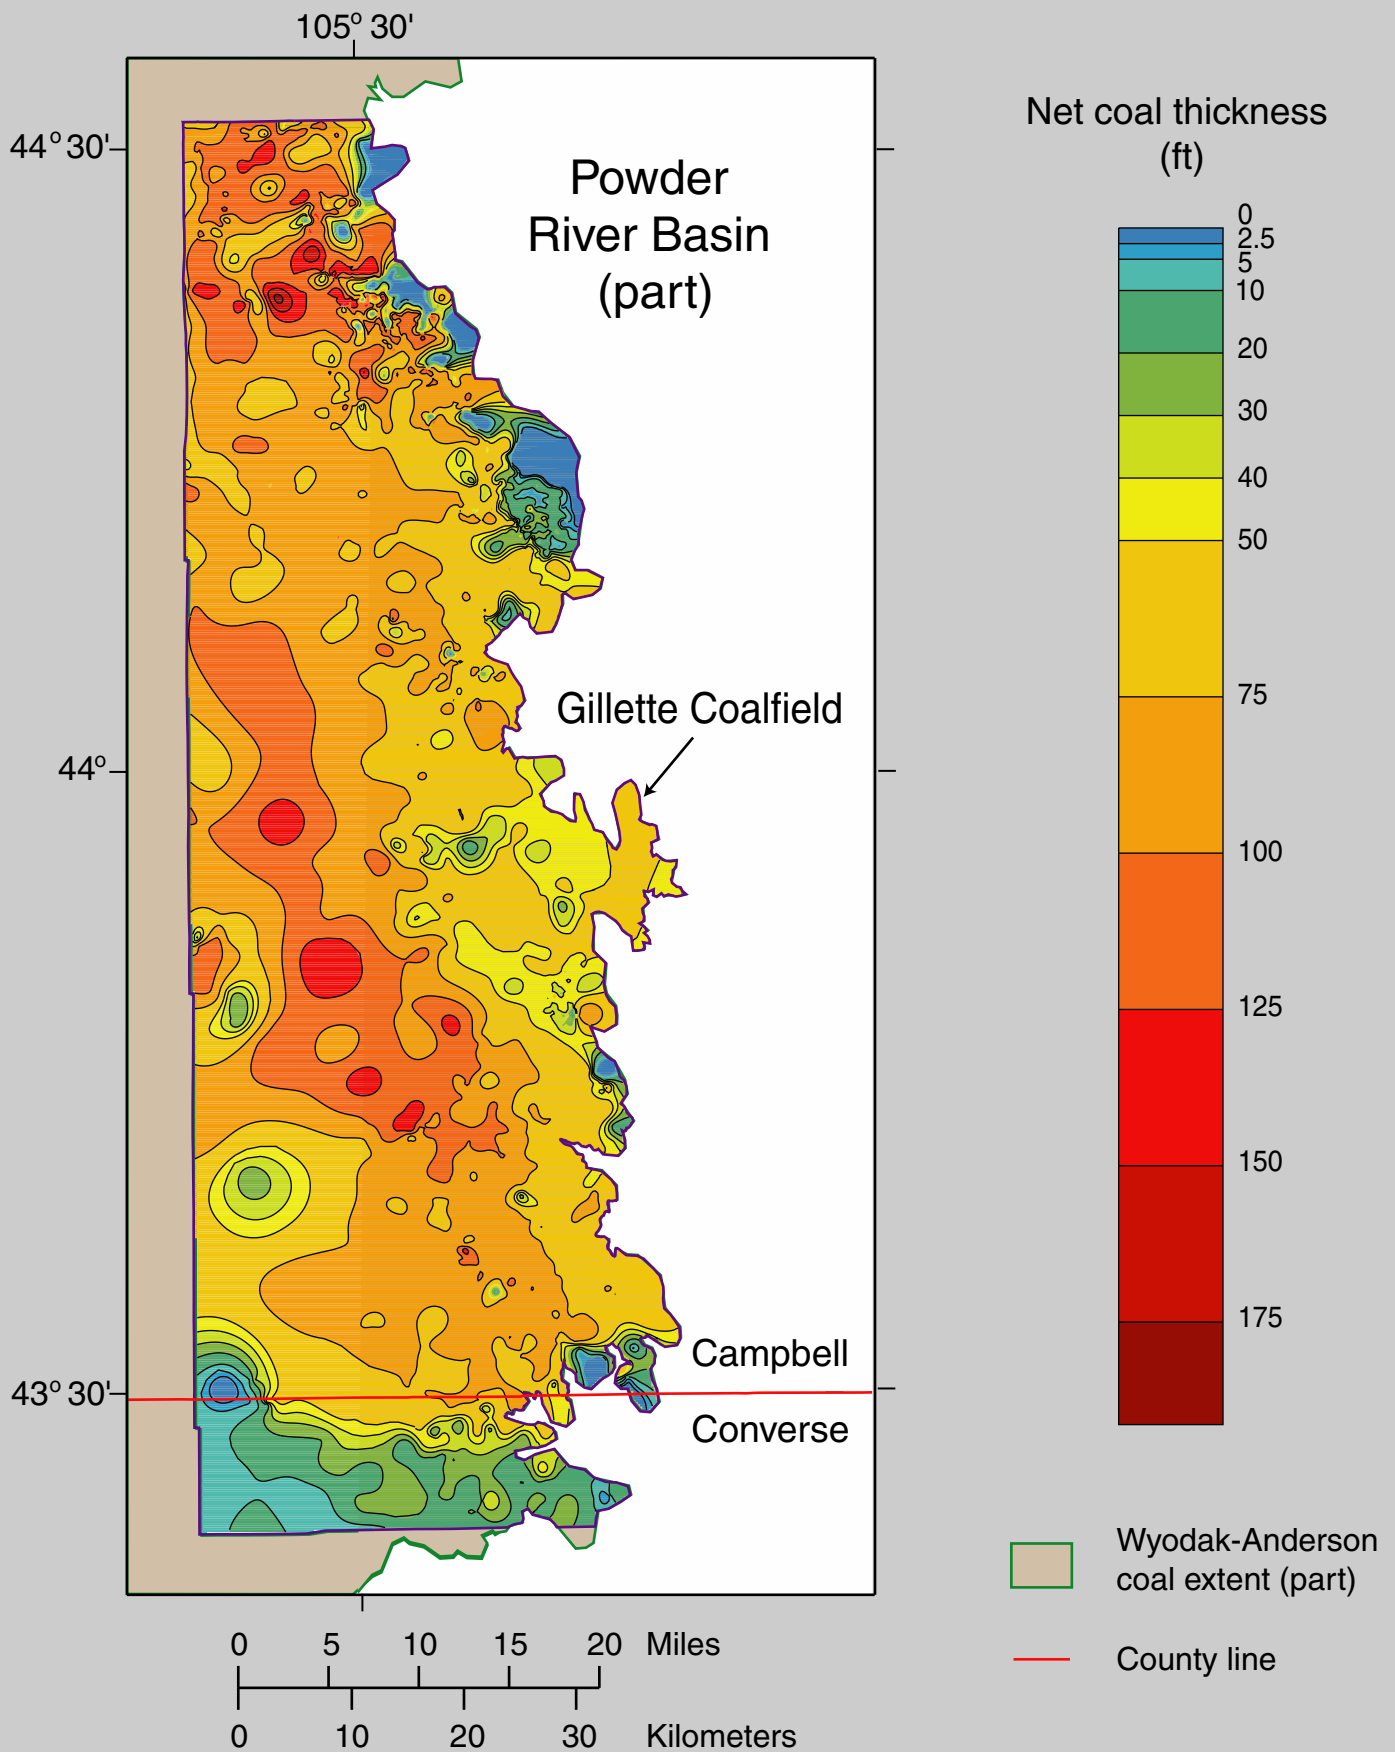 105° 30'
44° 30'
44°
43° 30'
Powder
River Basin
(part)
Gillette Coalfield
Campbell
Converse
Net coal thickness
(ft)
0
2.5
5
10
20
30
40
50
75
100
125
150
175
Wyodak-Anderson
coal extent (part)
County line
0 5 10 15 20 Miles
0 10 20 30 Kilometers